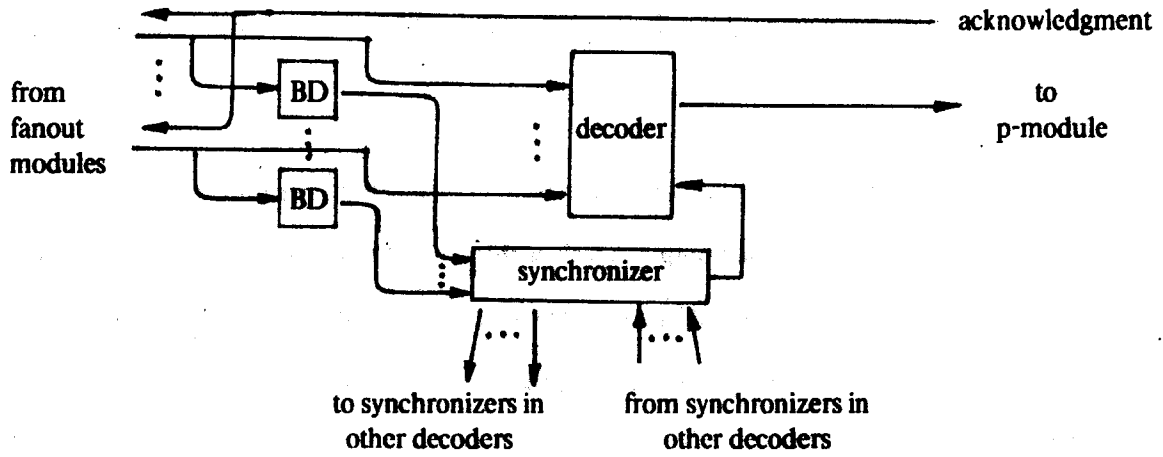 acknowledgment
from
fanout
modules
BD
BD
decoder
to
p-module
synchronizer
to synchronizers in
other decoders
from synchronizers in
other decoders